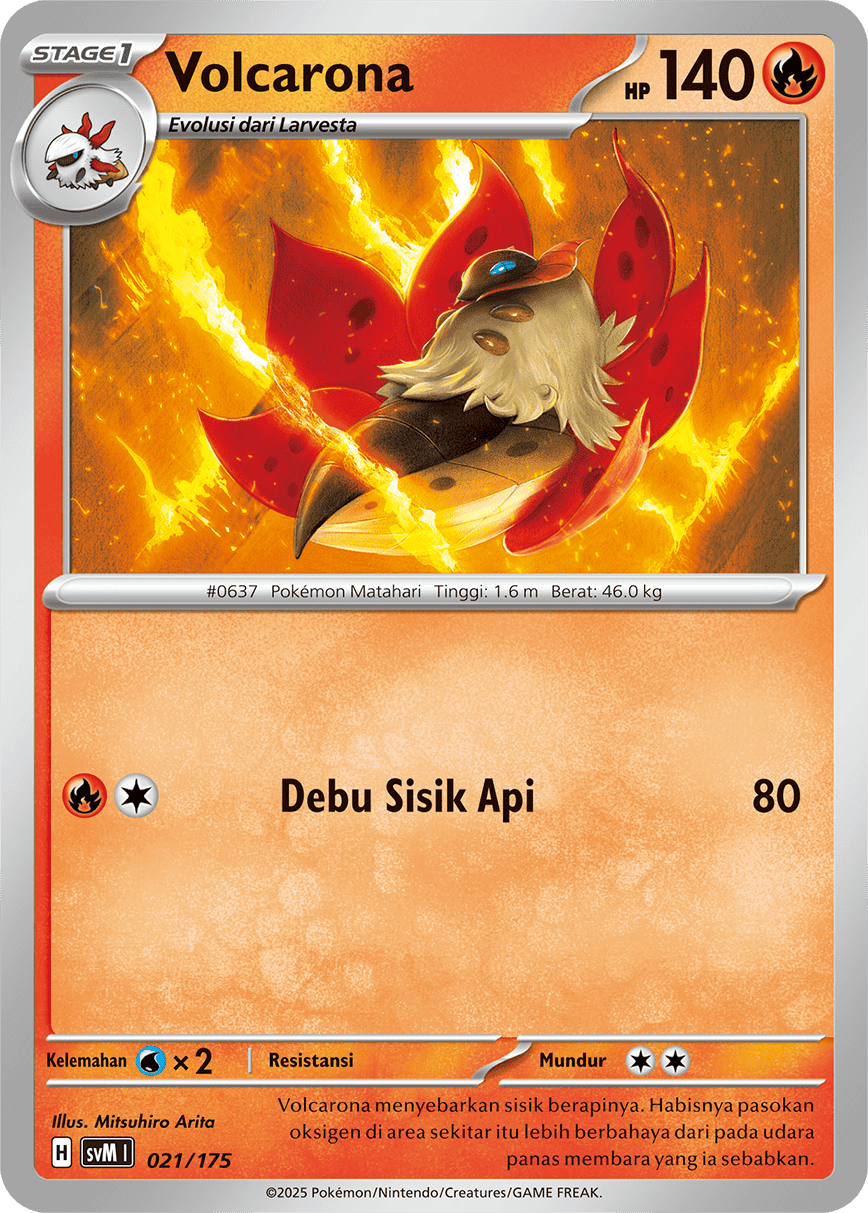 STAGE1
Volcarona
HP 140
Evolusi dari Larvesta
#0637 Pokémon Matahari Tinggi: 1.6 m Berat: 46.0 kg
Debu Sisik Api 80
Kelemahan ×2 Resistansi Mundur
Illus. Mitsuhiro Arita
Volcarona menyebarkan sisik berapinya. Habisnya pasokan
oksigen di area sekitar itu lebih berbahaya dari pada udara
panas membara yang ia sebabkan.
H svM I 021/175
©2025 Pokémon/Nintendo/Creatures/GAME FREAK.